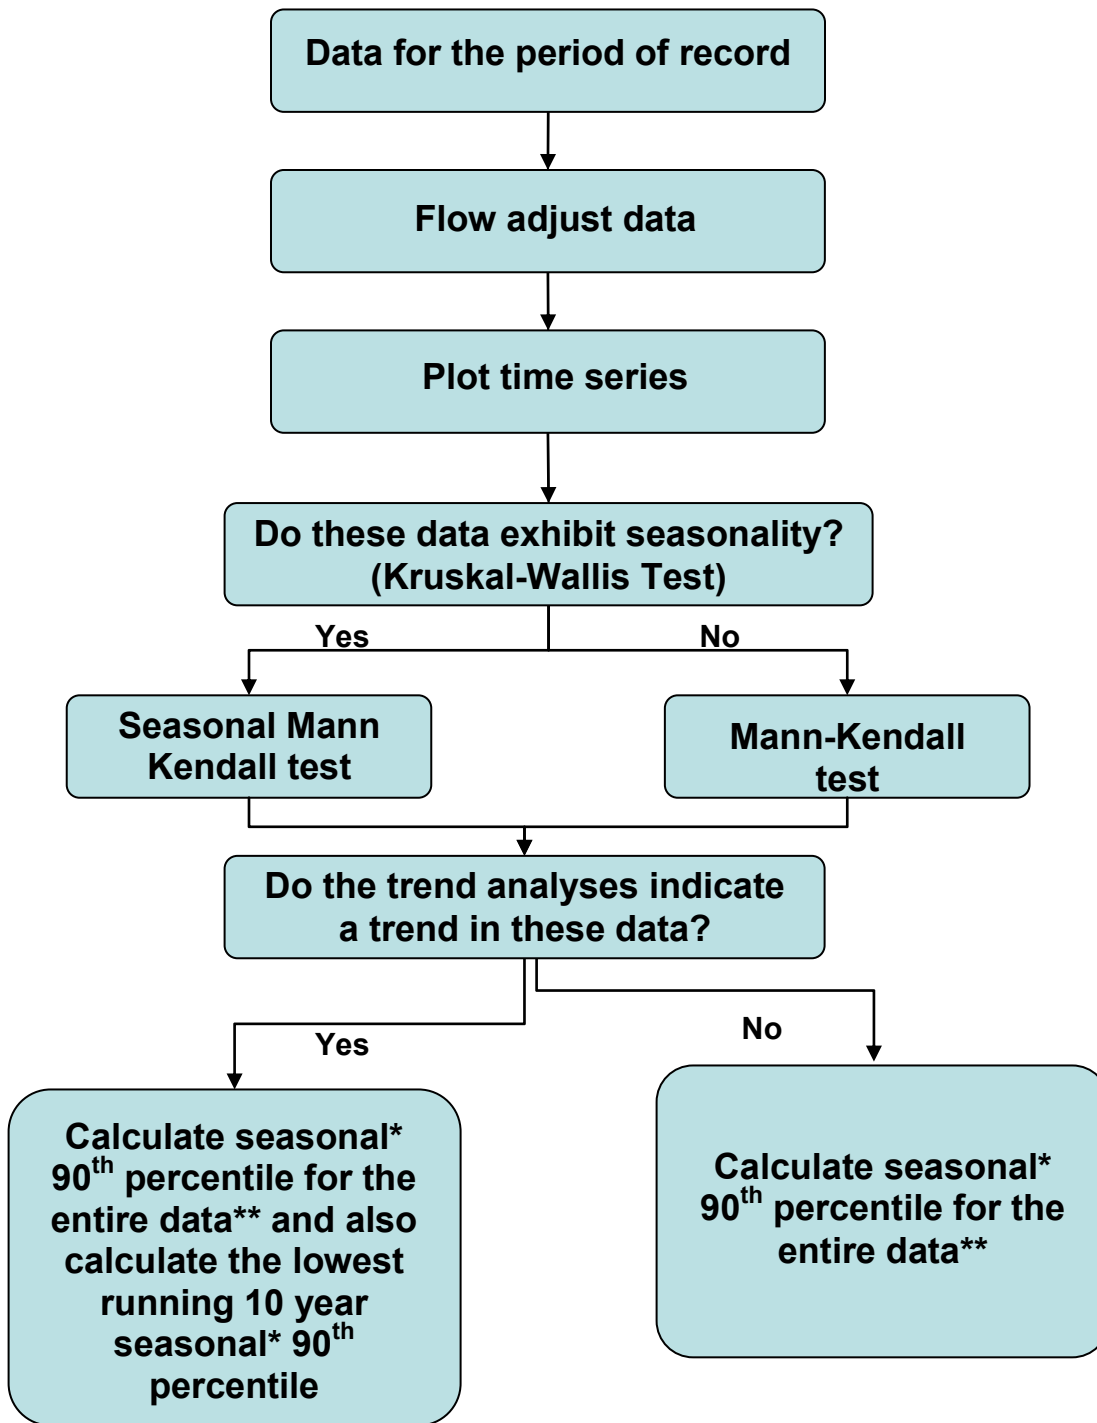 Data for the period of record
Flow adjust data
Plot time series
Do these data exhibit seasonality?
(Kruskal-Wallis Test)
Yes
No
Seasonal Mann
Kendall test
Mann-Kendall
test
Do the trend analyses indicate
a trend in these data?
Yes
No
Calculate seasonal*
90th percentile for the
entire data** and also
calculate the lowest
running 10 year
seasonal* 90th
percentile
Calculate seasonal*
90th percentile for the
entire data**